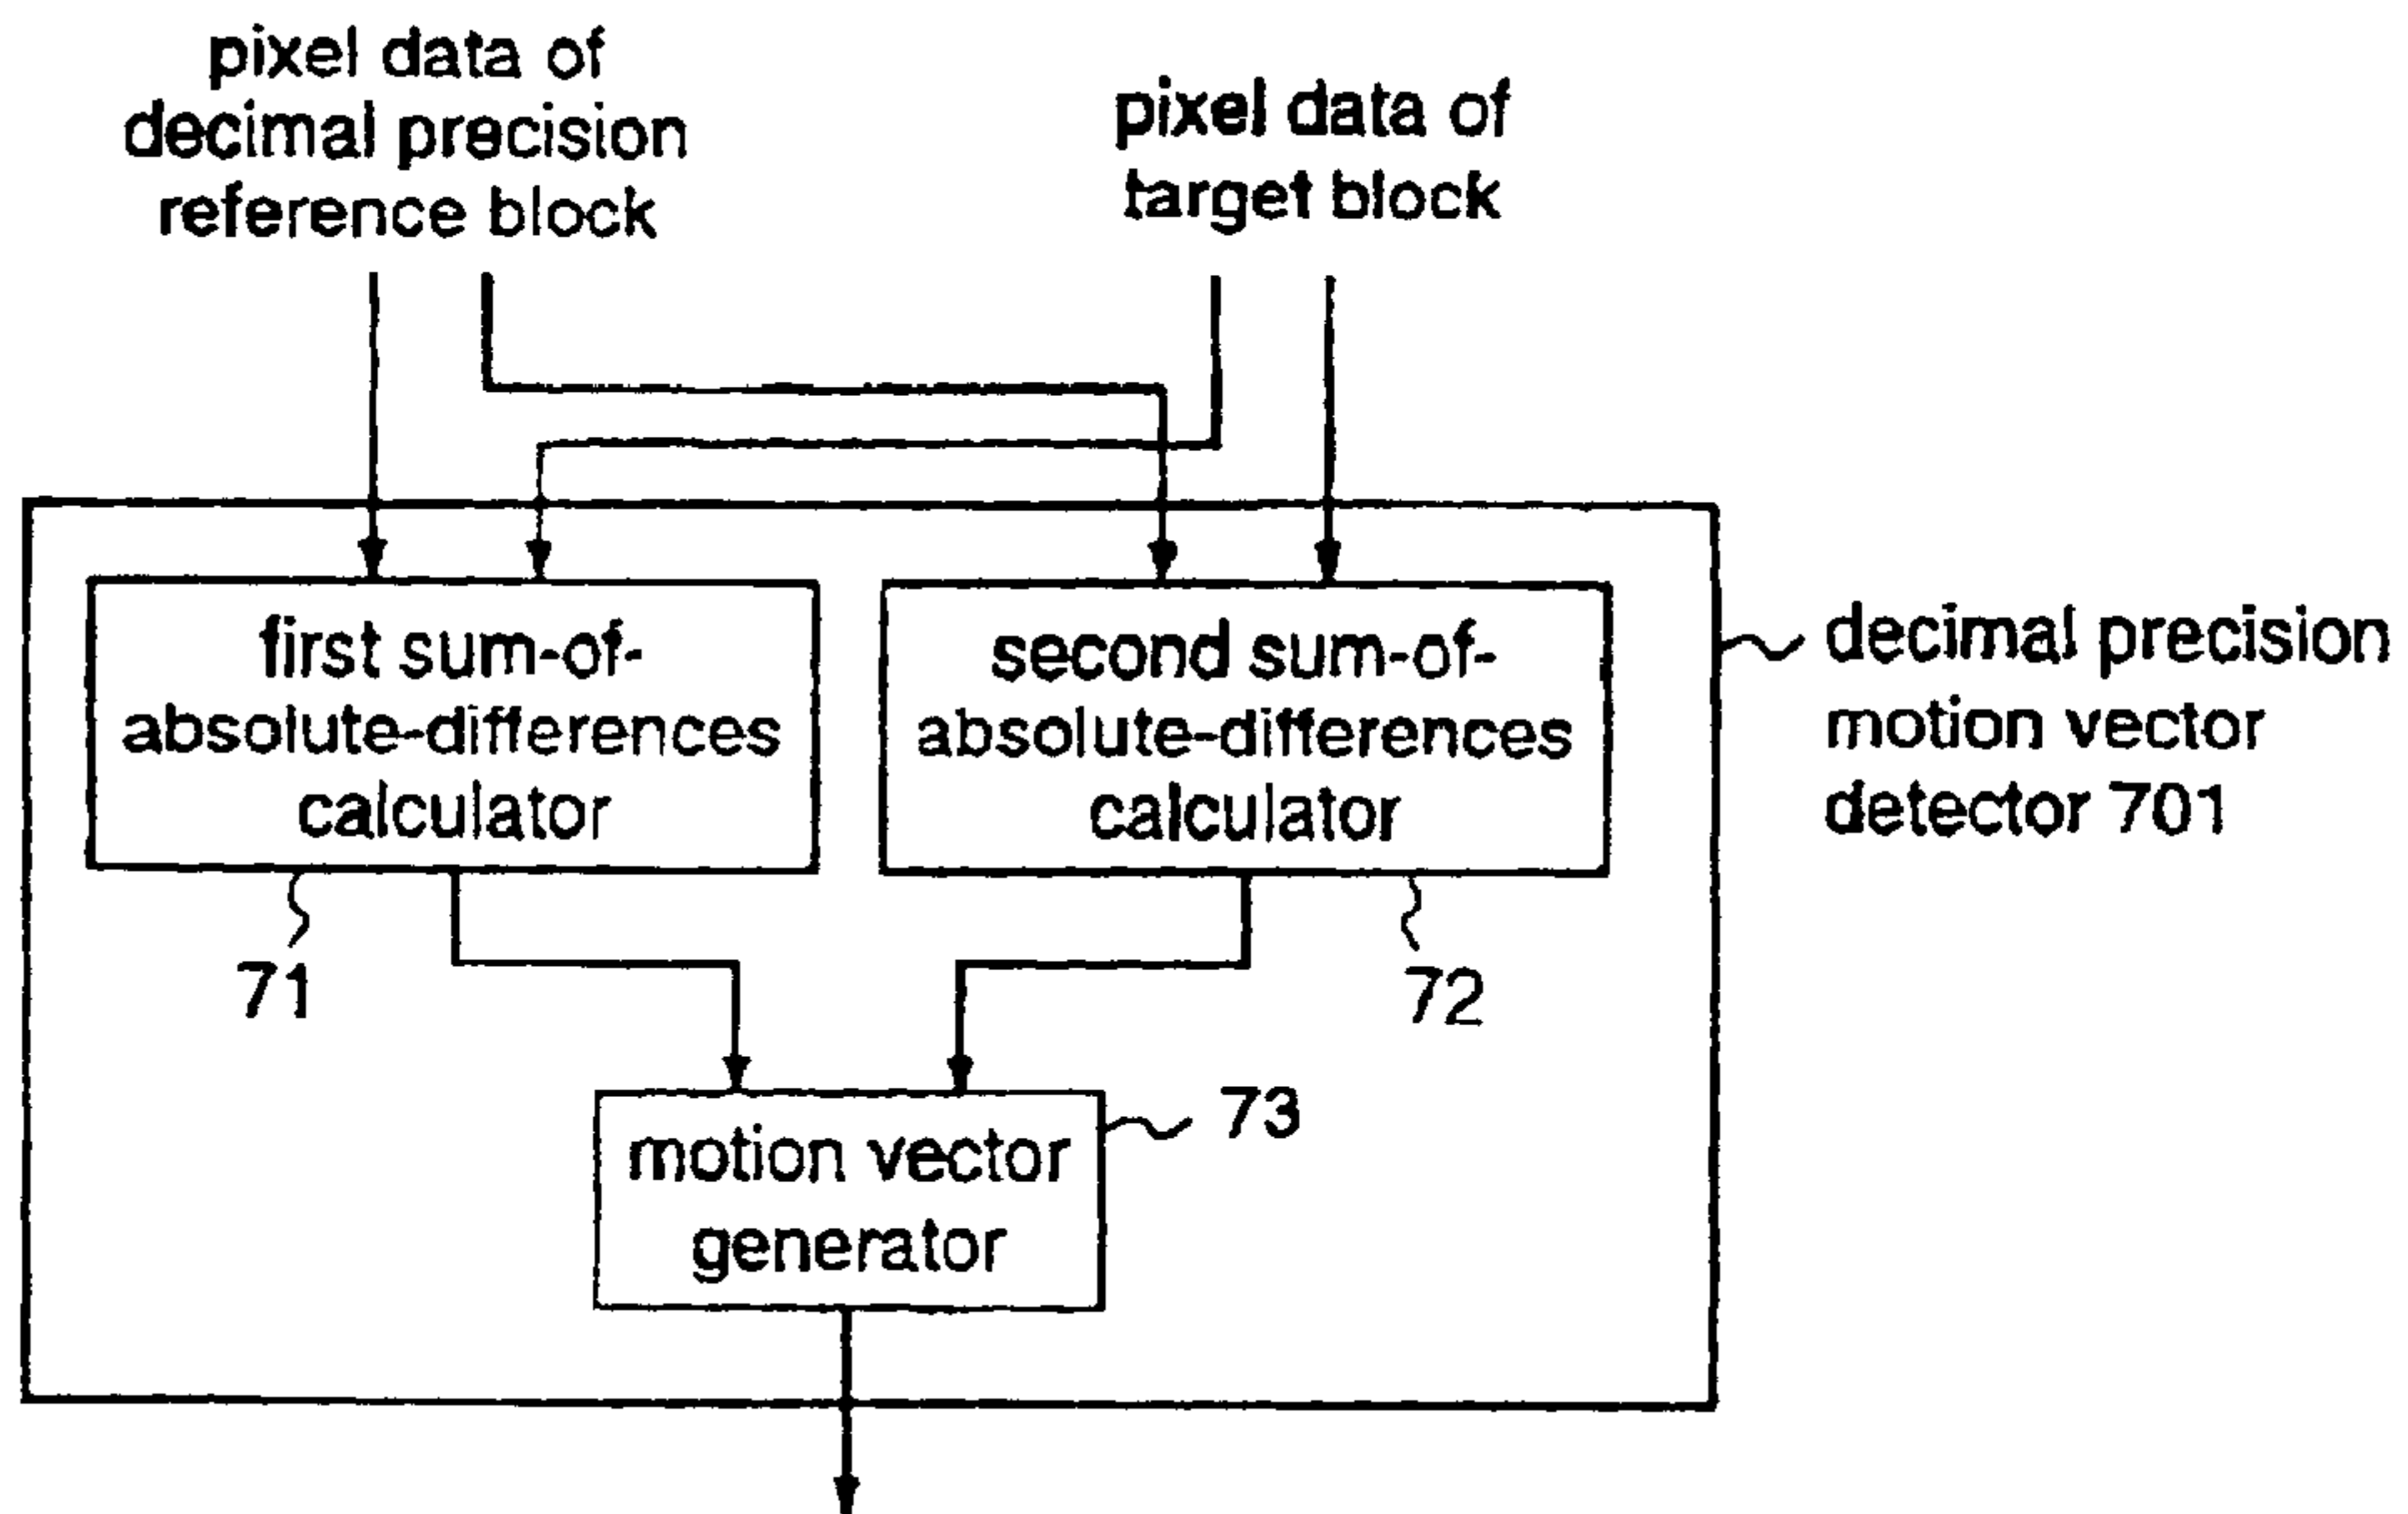 pixel data of
decimal precision
reference block
pixel data of
target block
first sum-of-
absolute-differences
calculator
second sum-of-
absolute-differences
calculator
decimal precision
motion vector
detector 701
71
72
motion vector
generator
73